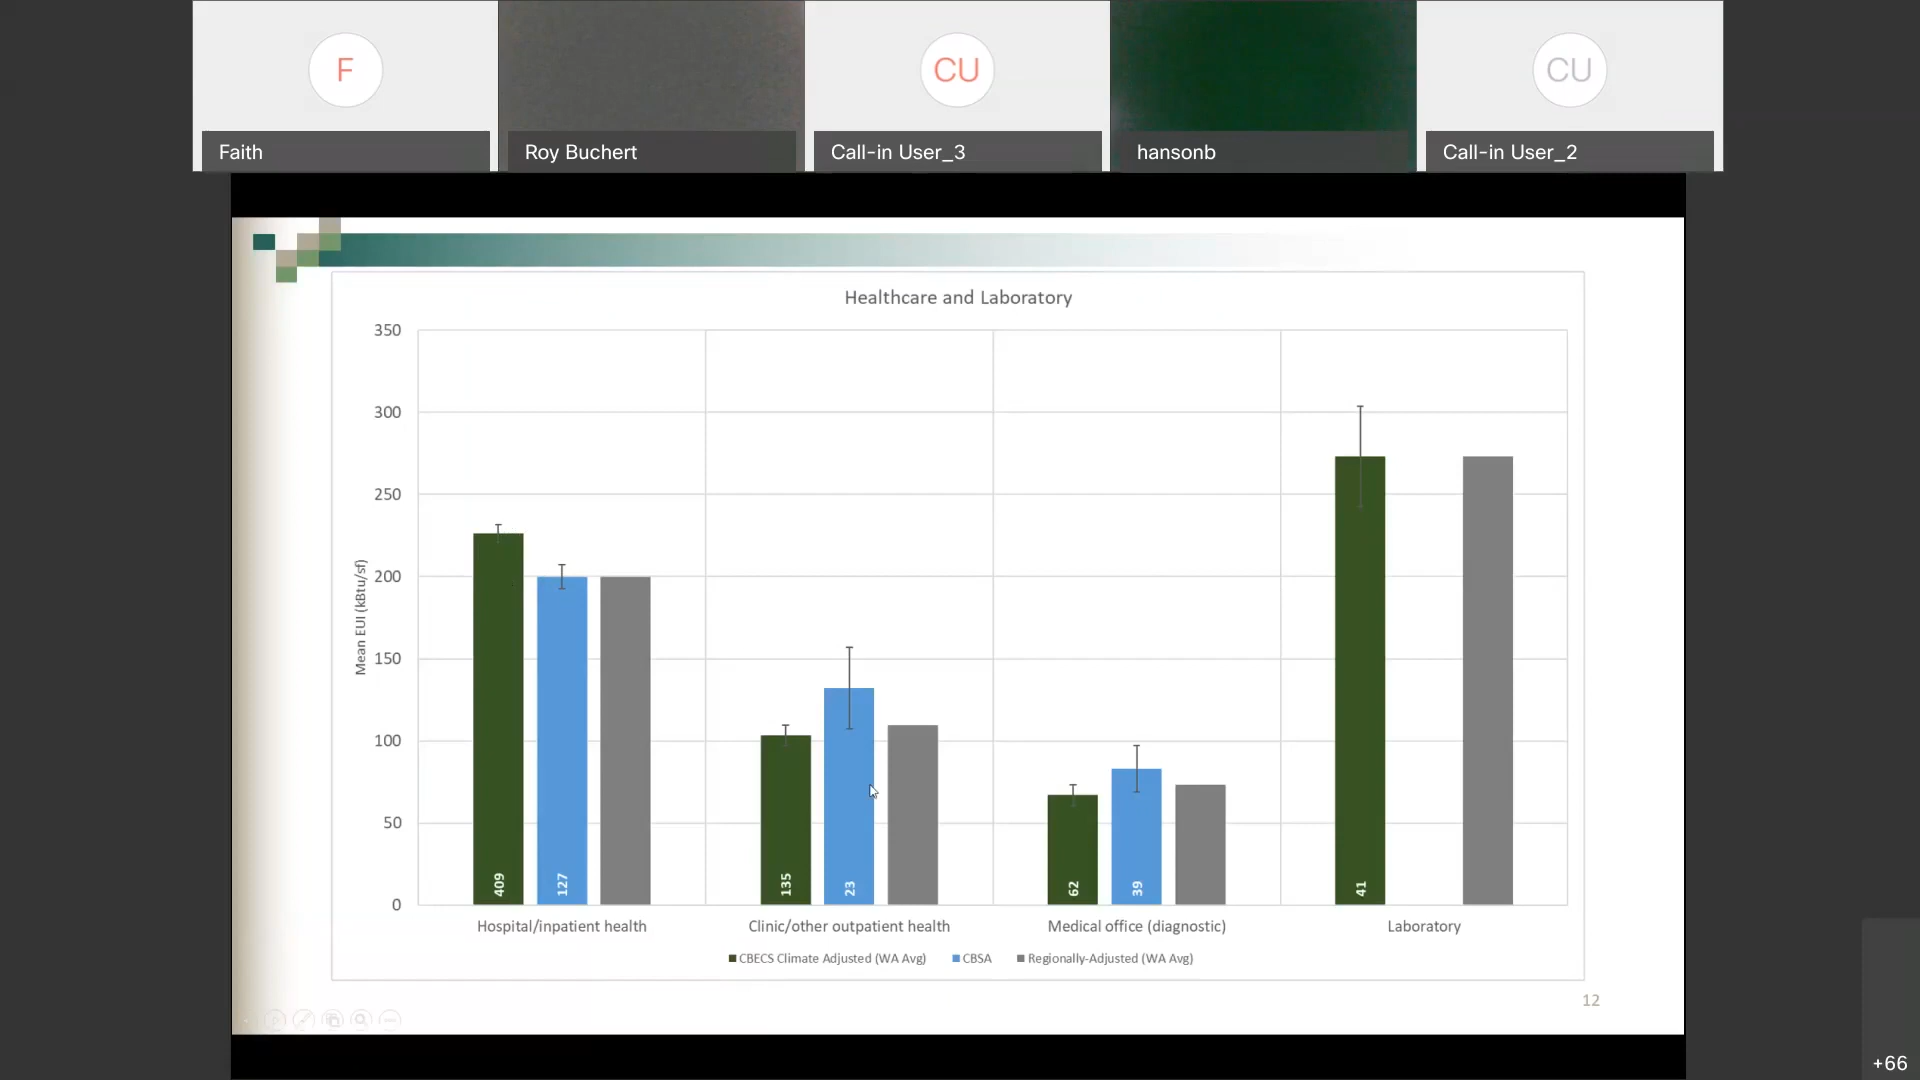 F
CU
CU
Faith
Roy Buchert
Call-in User_3
hansonb
Call-in User_2
Healthcare and Laboratory
Mean EUI (kBtu/sf)
350
300
250
200
150
100
50
0
409
127
135
23
62
39
41
Hospital/inpatient health
Clinic/other outpatient health
Medical office (diagnostic)
Laboratory
CBECS Climate Adjusted (WA Avg)
CBSA
Regionally-Adjusted (WA Avg)
12
+66